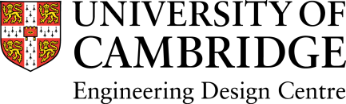 UNIVERSITY OF
CAMBRIDGE
Engineering Design Centre